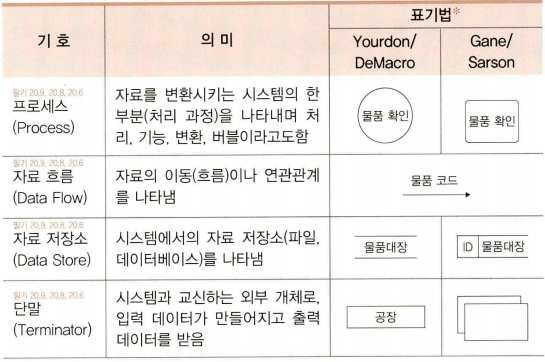 기 호
의 미
표기법※
Yourdon/
DeMacro
Gane/
Sarson
필기 20.9, 20.8, 20.6
프로세스
(Process)
자료를 변환시키는 시스템의 한
부분(처리 과정)을 나타내며 처
리, 기능, 변환, 버블이라고도함
물품 확인
물품 확인
필기 20.9, 20.8, 20.6
자료 흐름
(Data Flow)
자료의 이동(흐름)이나 연관관계
를 나타냄
물품 코드
필기 20.9, 20.8, 20.6
자료 저장소
(Data Store)
시스템에서의 자료 저장소(파일,
데이터베이스)를 나타냄
물품대장
ID 물품대장
필기 20.9, 20.8, 20.6
단말
(Terminator)
시스템과 교신하는 외부 개체로,
입력 데이터가 만들어지고 출력
데이터를 받음
공장